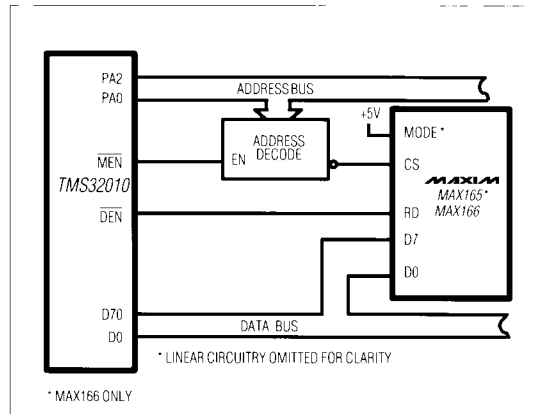 PA2
PA0
ADDRESS BUS
+5V
MODE *
ADDRESS
DECODE
EN
CS
MEN
TMS32010
MAXIM
MAX165*
MAX166
DEN
RD
D7
D0
D70
D0
DATA BUS
* LINEAR CIRCUITRY OMITTED FOR CLARITY
* MAX166 ONLY